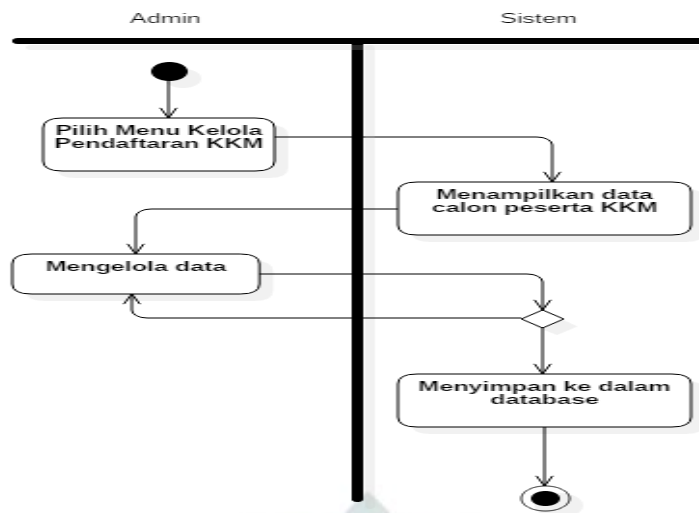 Admin
Sistem
Pilih Menu Kelola
Pendaftaran KKM
Menampilkan data
calon peserta KKM
Mengelola data
Menyimpan ke dalam
database